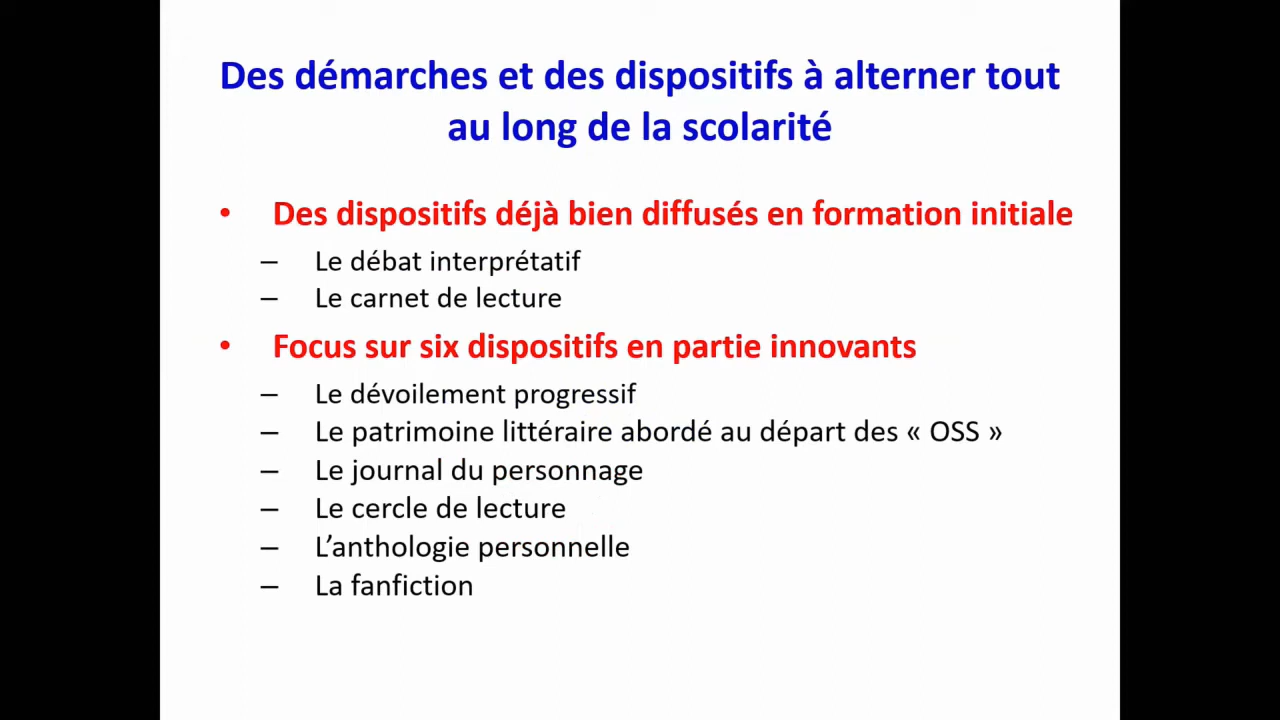 Des démarches et des dispositifs à alterner tout
au long de la scolarité
• Des dispositifs déjà bien diffusés en formation initiale
– Le débat interprétatif
– Le carnet de lecture
• Focus sur six dispositifs en partie innovants
– Le dévoilement progressif
– Le patrimoine littéraire abordé au départ des « OSS »
– Le journal du personnage
– Le cercle de lecture
– L’anthologie personnelle
– La fanfiction